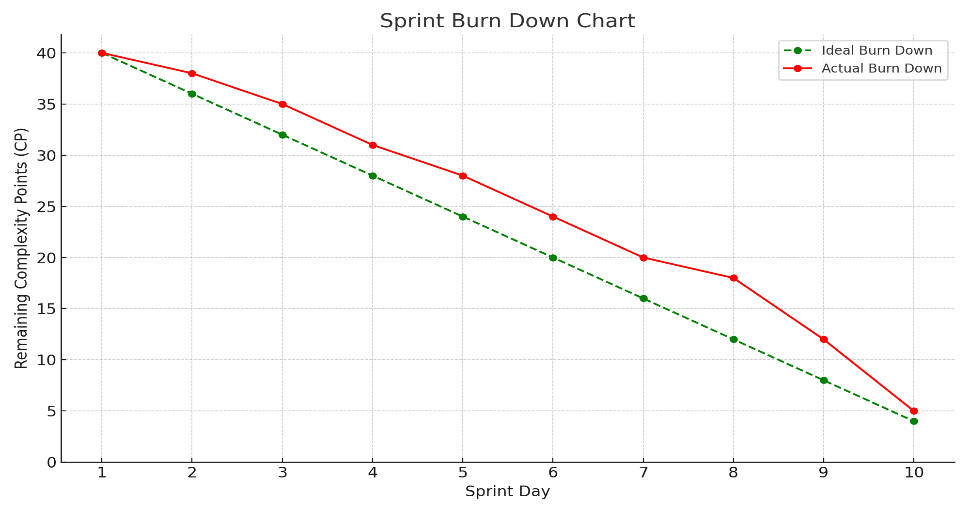 Sprint Burn Down Chart
Ideal Burn Down
Actual Burn Down
Remaining Complexity Points (CP)
40
35
30
25
20
15
10
5
0
1 2 3 4 5 6 7 8 9 10
Sprint Day